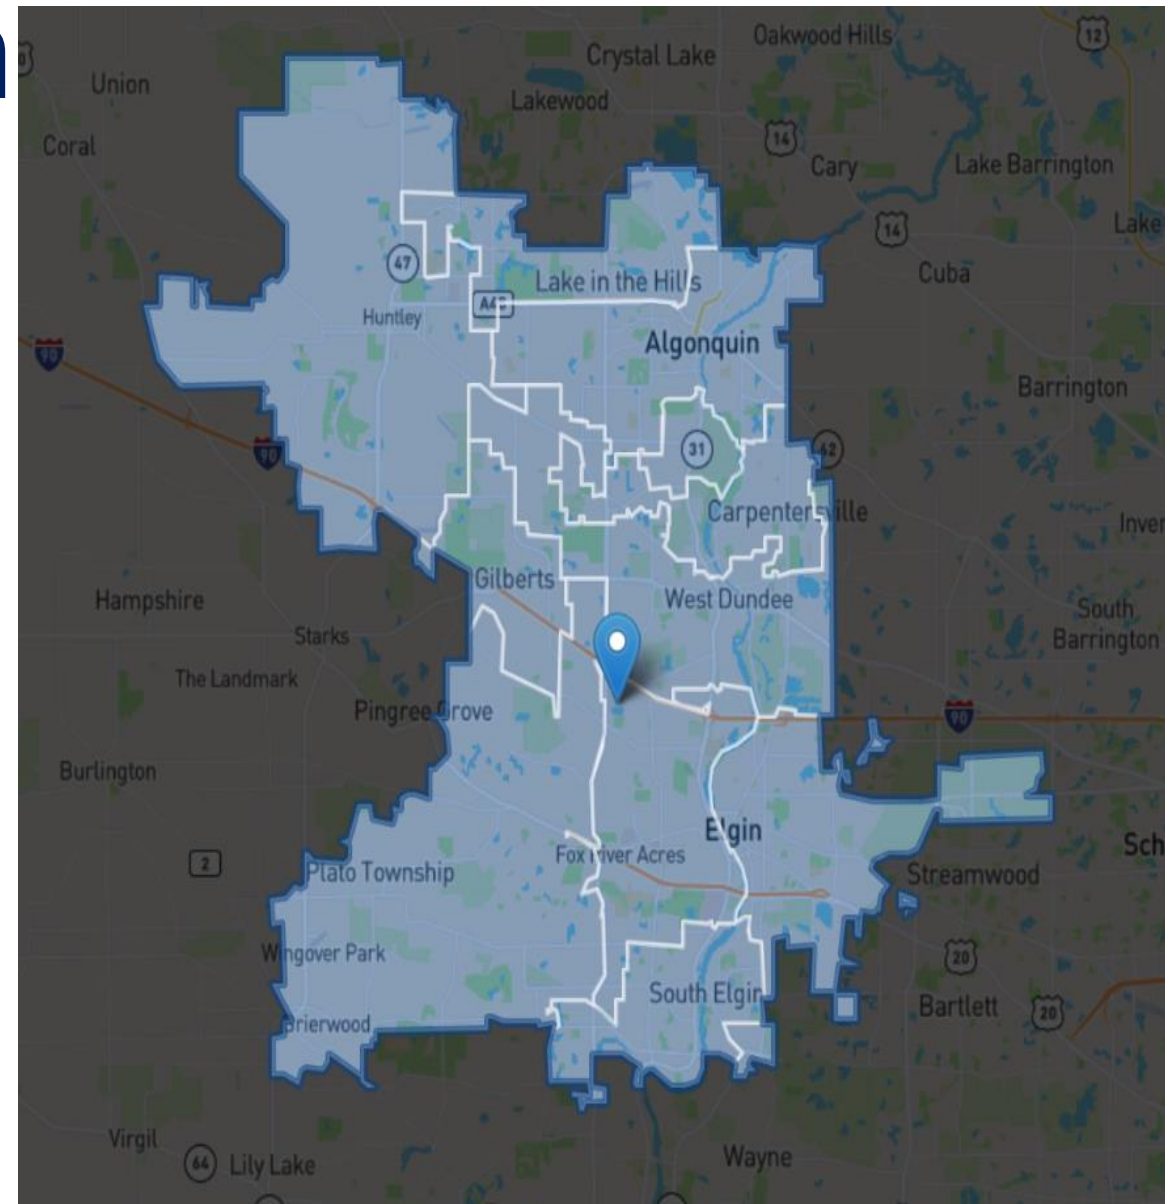 Oakwood Hills
12
Crystal Lake
Union
Lakewood
14
Coral
Cary
Lake Barrington
14
Lake
47
Cuba
Lake in the Hills
Huntley
Algonquin
90
Barrington
31
62
90
Carpentersville
Inver
Gilberts
Hampshire
West Dundee
South
Barrington
Starks
The Landmark
Pingree Grove
90
Burlington
Elgin
Sch
2
Fox River Acres
Plato Township
Streamwood
Wingover Park
20
South Elgin
Bartlett
20
Brierwood
Virgil
64
Lily Lake
Wayne